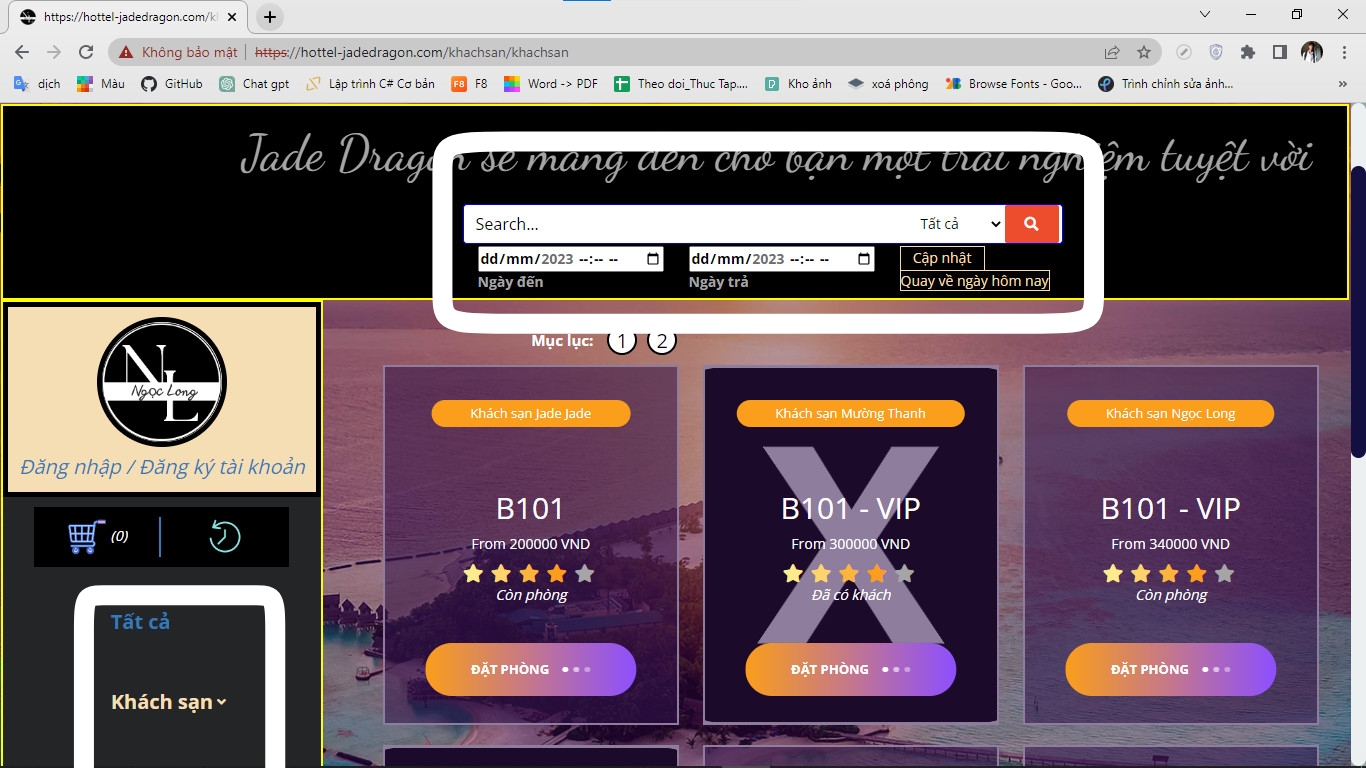 https://hottel-jadedragon.com/kl
Không bảo mật
https://hottel-jadedragon.com/khachsan/khachsan
dịch Màu GitHub Chat gpt Lập trình C# Cơ bản F8 Word -> PDF Theo doi_Thuc Tap.... Kho ảnh xoá phông Browse Fonts - Goo... Trình chỉnh sửa ảnh... »
Jade Dragon sẽ mang đến cho bạn một trải nghiệm tuyệt vời
Search... Tất cả
dd/mm/2023 --:-- -- dd/mm/2023 --:-- -- Cập nhật
Ngày đến Ngày trả Quay về ngày hôm nay
NL
Ngọc Long
Đăng nhập / Đăng ký tài khoản
(0)
Tất cả
Khách sạn
Mục lục: 1 2
Khách sạn Jade Jade
B101
From 200000 VND
Còn phòng
ĐẶT PHÒNG
Khách sạn Mường Thanh
X
B101 - VIP
From 300000 VND
Đã có khách
ĐẶT PHÒNG
Khách sạn Ngọc Long
B101 - VIP
From 340000 VND
Còn phòng
ĐẶT PHÒNG